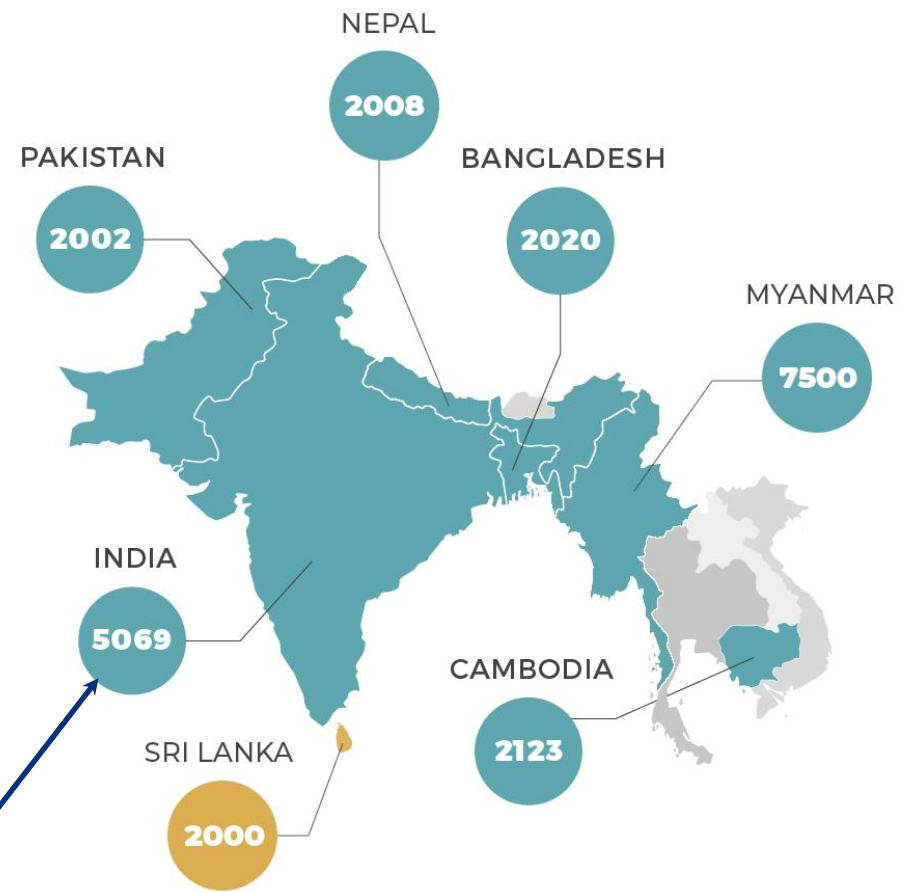 NEPAL
2008
PAKISTAN
2002
BANGLADESH
2020
MYANMAR
7500
INDIA
5069
CAMBODIA
2123
SRI LANKA
2000